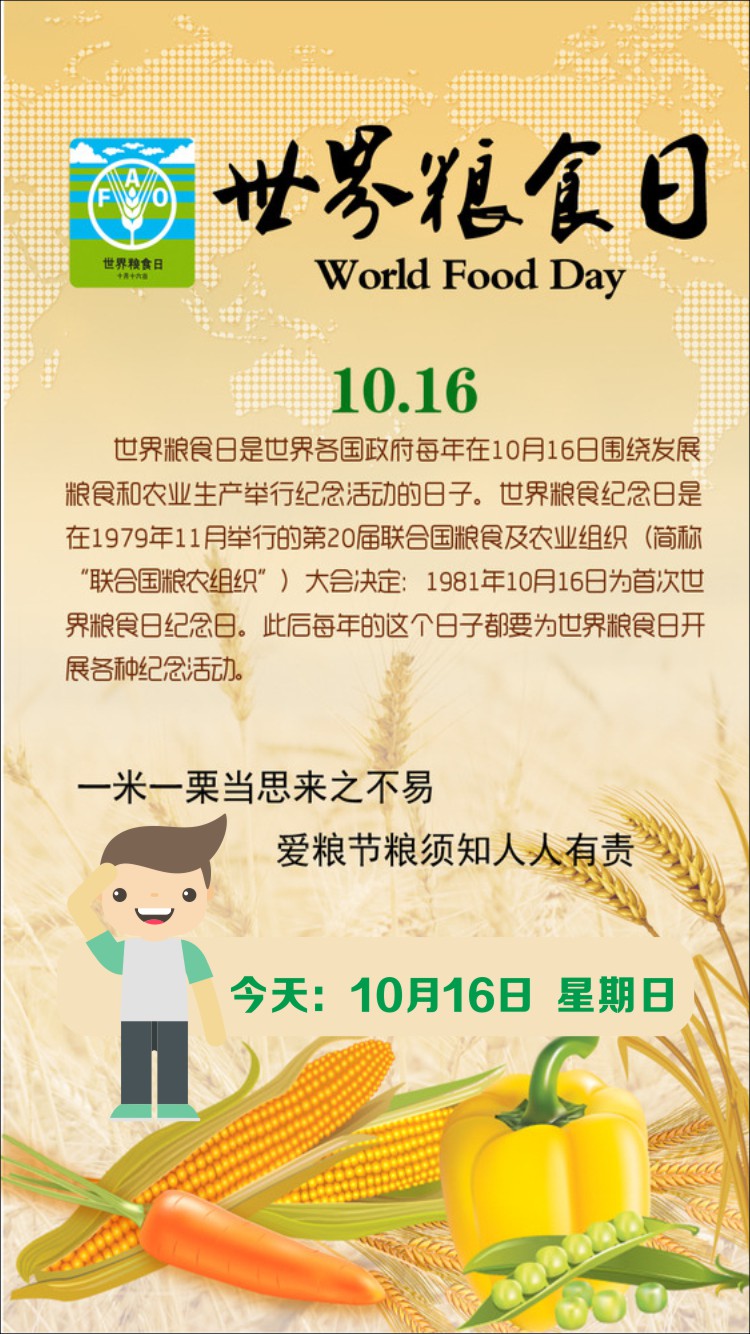 FAO
世界粮食日
十月十六日
世界粮食日
World Food Day
10.16
世界粮食日是世界各国政府每年在10月16日围绕发展
粮食和农业生产举行纪念活动的日子。世界粮食纪念日是
在1979年11月举行的第20届联合国粮食及农业组织（简称
“联合国粮农组织”）大会决定：1981年10月16日为首次世
界粮食日纪念日。此后每年的这个日子都要为世界粮食日开
展各种纪念活动。
一米一栗当思来之不易
爱粮节粮须知人人有责
今天：10月16日 星期日